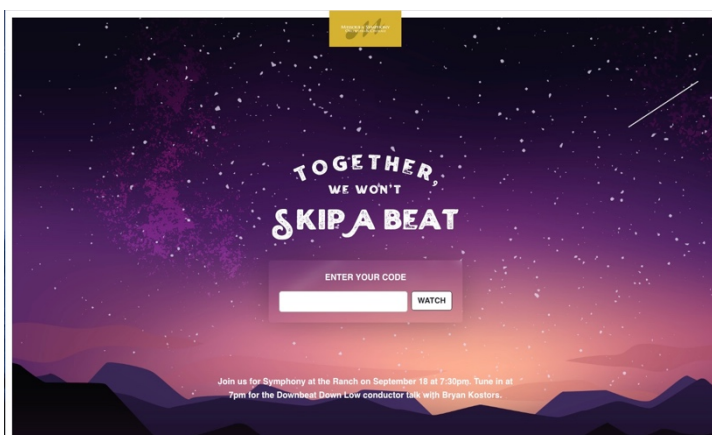 TOGETHER,
WE WON'T
SKIP A BEAT
ENTER YOUR CODE
WATCH
Join us for Symphony at the Ranch on September 18 at 7:30pm. Tune in at
7pm for the Downbeat Down Low conductor talk with Bryan Kostors.